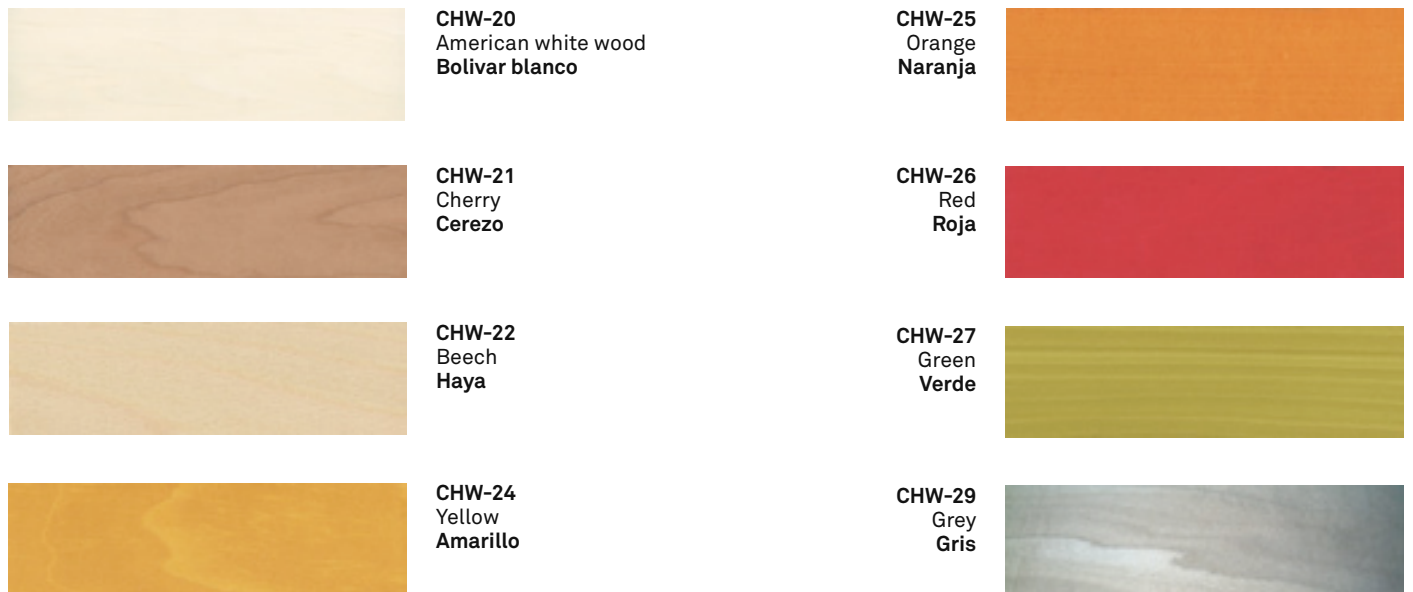 CHW-20
American white wood
Bolivar blanco
CHW-21
Cherry
Cerezo
CHW-22
Beech
Haya
CHW-24
Yellow
Amarillo
CHW-25
Orange
Naranja
CHW-26
Red
Roja
CHW-27
Green
Verde
CHW-29
Grey
Gris